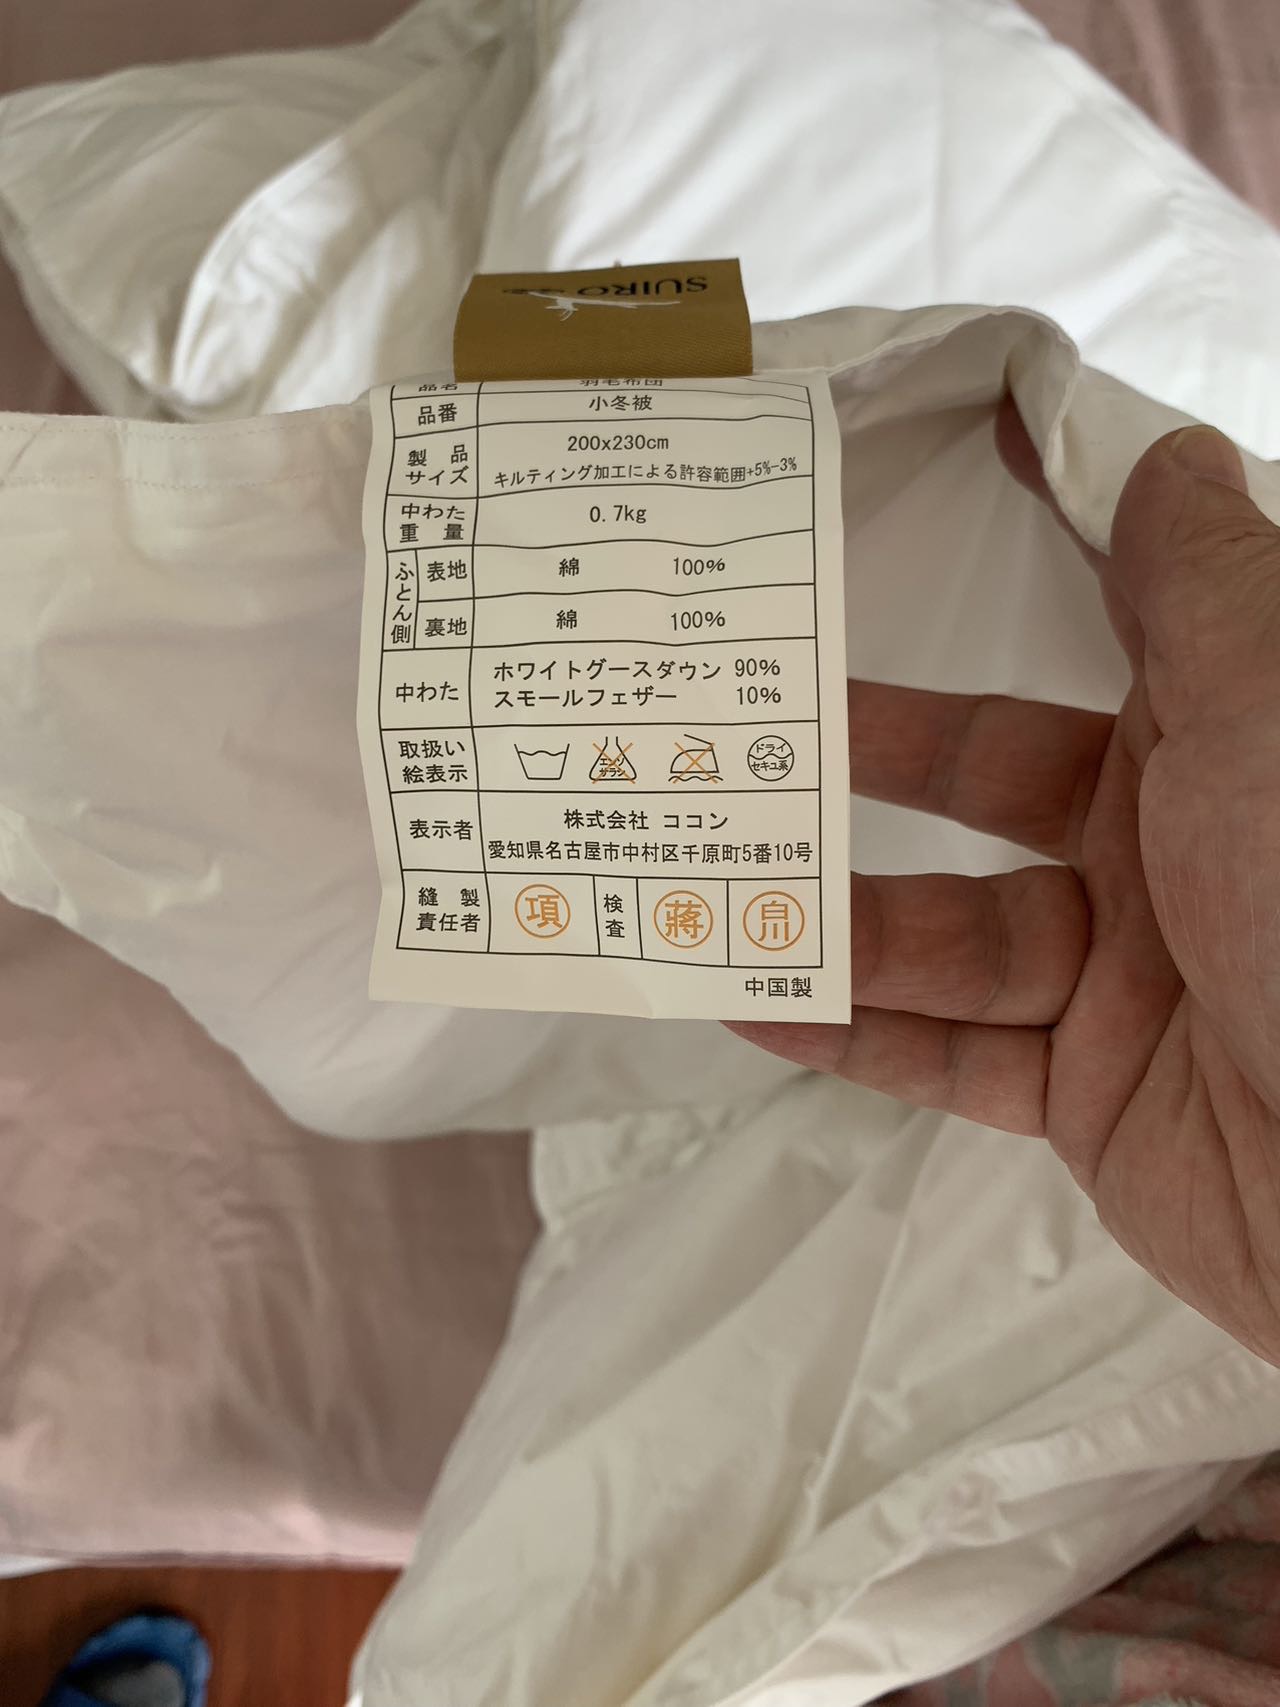 SUIRO
品名 羽毛布団
品番 小冬被
製品サイズ 200x230cm
キルティング加工による許容範囲+5%-3%
中わた重量 0.7kg
ふとん側 表地 綿 100%
裏地 綿 100%
中わた ホワイトグースダウン 90%
スモールフェザー 10%
取扱い絵表示 エンソサラシ ドライ セキユ系
表示者 株式会社 ココン
愛知県名古屋市中村区千原町5番10号
縫製責任者 項 検査 蒋 白川
中国製